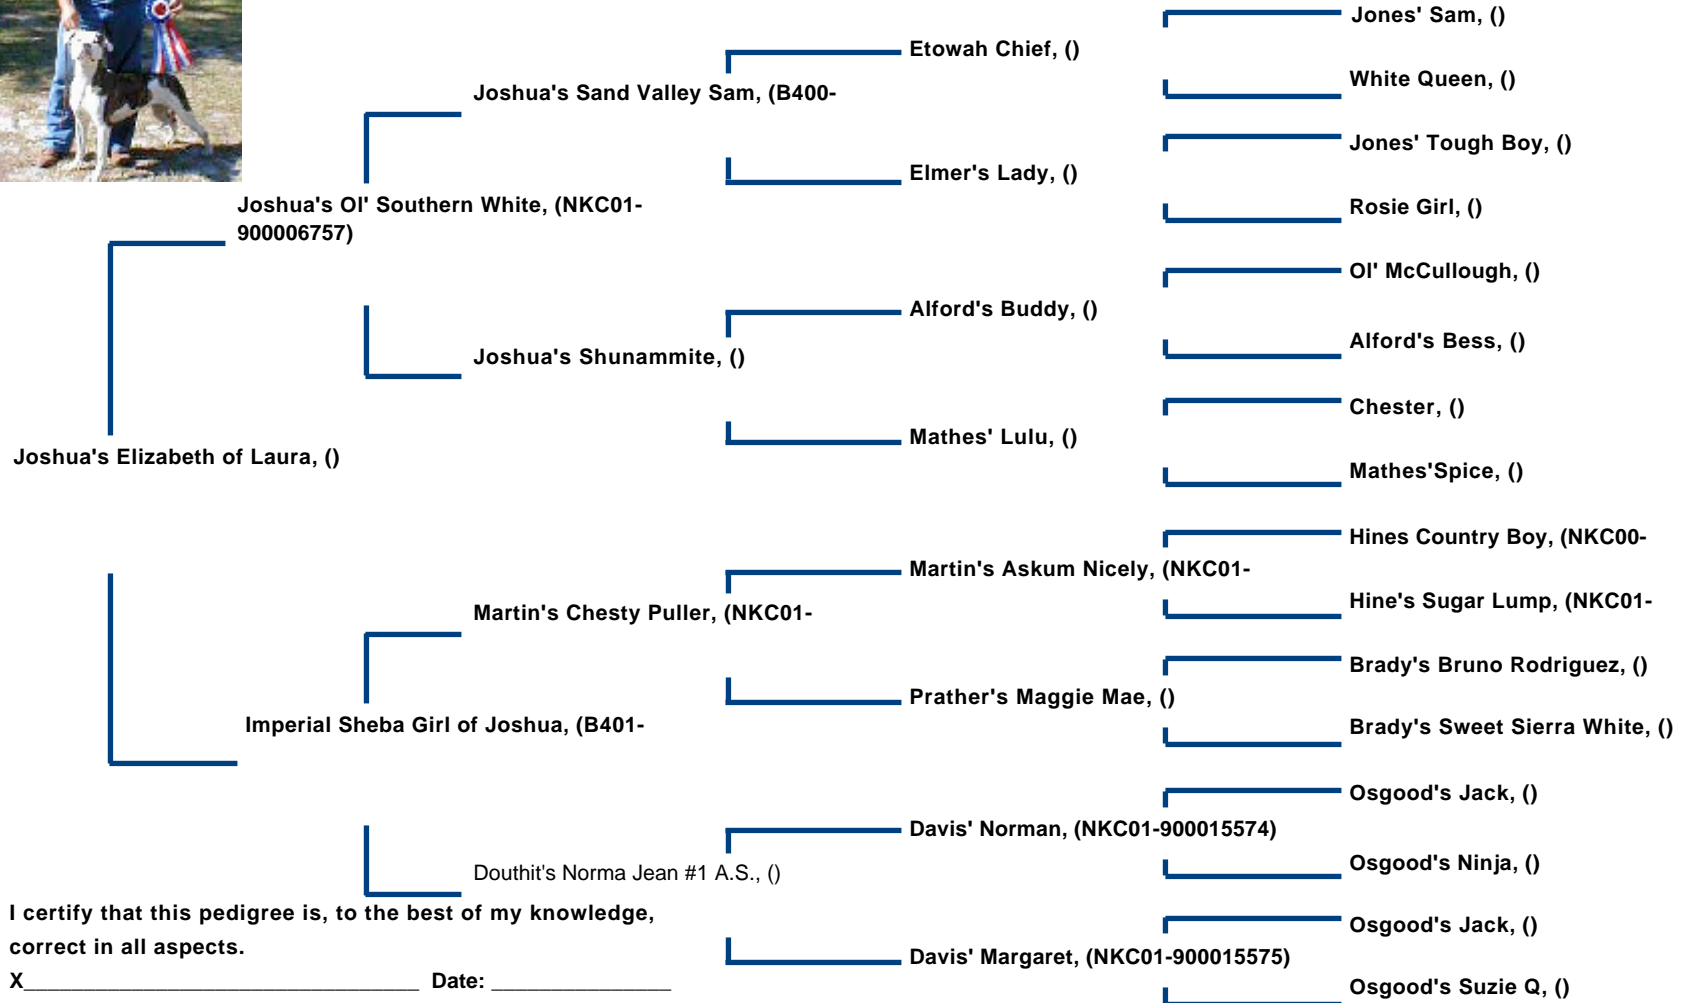 Jones' Sam, ()
Etowah Chief, ()
White Queen, ()
Joshua's Sand Valley Sam, (B400-
Jones' Tough Boy, ()
Elmer's Lady, ()
Rosie Girl, ()
Joshua's Ol' Southern White, (NKC01-
900006757)
Ol' McCullough, ()
Alford's Buddy, ()
Alford's Bess, ()
Joshua's Shunammite, ()
Chester, ()
Mathes' Lulu, ()
Mathes'Spice, ()
Joshua's Elizabeth of Laura, ()
Hines Country Boy, (NKC00-
Martin's Askum Nicely, (NKC01-
Hine's Sugar Lump, (NKC01-
Martin's Chesty Puller, (NKC01-
Brady's Bruno Rodriguez, ()
Prather's Maggie Mae, ()
Brady's Sweet Sierra White, ()
Imperial Sheba Girl of Joshua, (B401-
Osgood's Jack, ()
Davis' Norman, (NKC01-900015574)
Osgood's Ninja, ()
Douthit's Norma Jean #1 A.S., ()
Osgood's Jack, ()
Davis' Margaret, (NKC01-900015575)
Osgood's Suzie Q, ()
I certify that this pedigree is, to the best of my knowledge,
correct in all aspects.
X_________________________________ Date: _______________